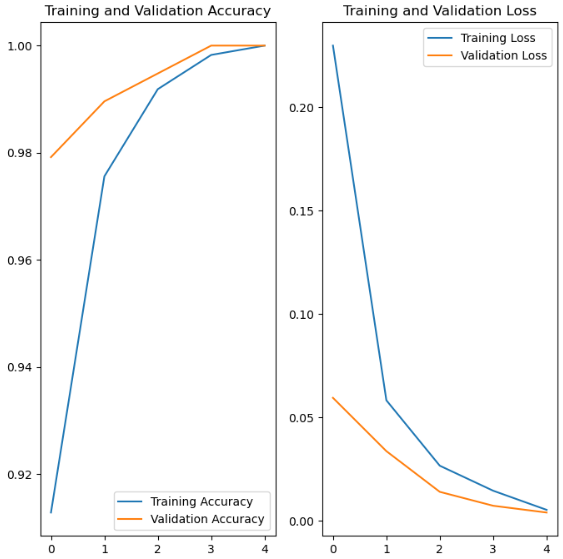 Training and Validation Accuracy
1.00
0.98
0.96
0.94
0.92
Training Accuracy
Validation Accuracy
0 1 2 3 4
Training and Validation Loss
Training Loss
Validation Loss
0.20
0.15
0.10
0.05
0.00
0 1 2 3 4